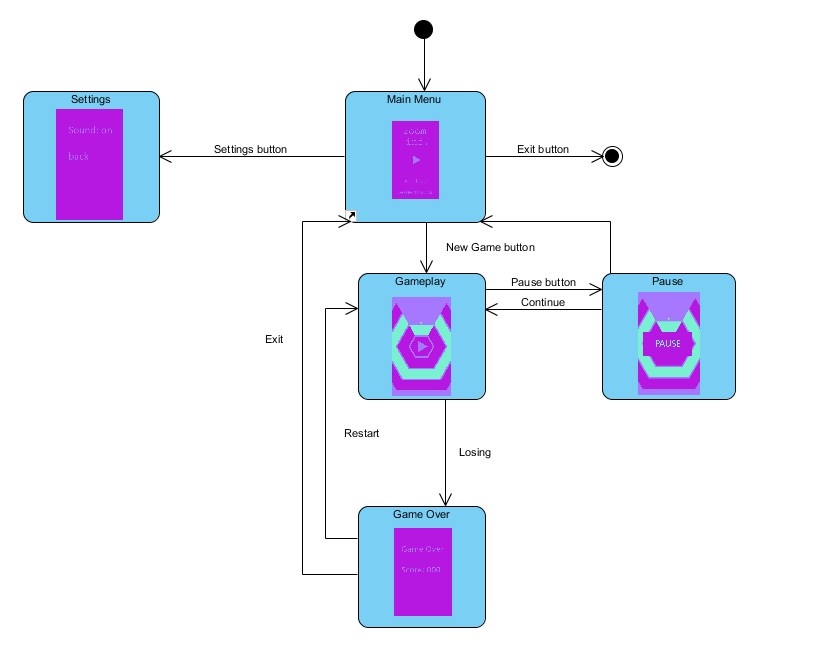 Settings
Sound: on
back
Main Menu
zoom
Settings button
Exit button
New Game button
Gameplay
Pause button
Continue
Pause
PAUSE
Exit
Restart
Losing
Game Over
Game Over
Score: 000